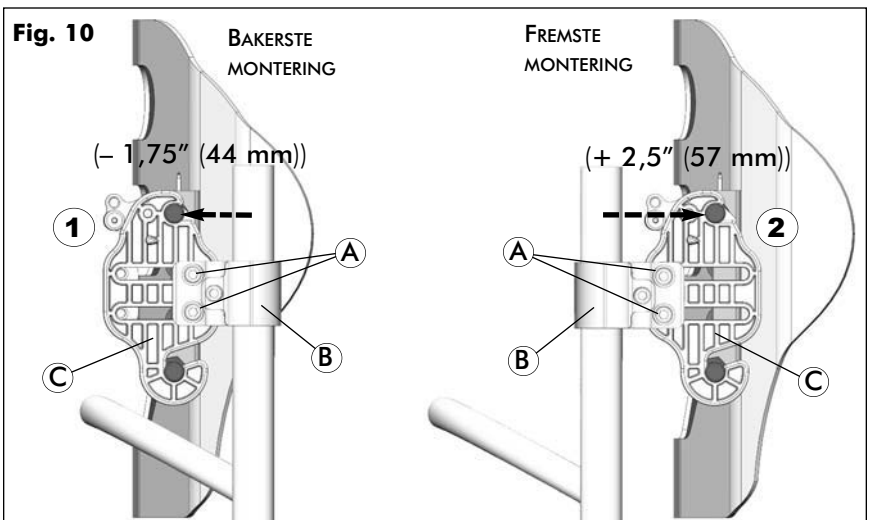 Fig. 10
BAKERSTE
MONTERING
FREMSTE
MONTERING
(– 1,75” (44 mm))
(+ 2,5” (57 mm))
1
2
A
A
B
B
C
C